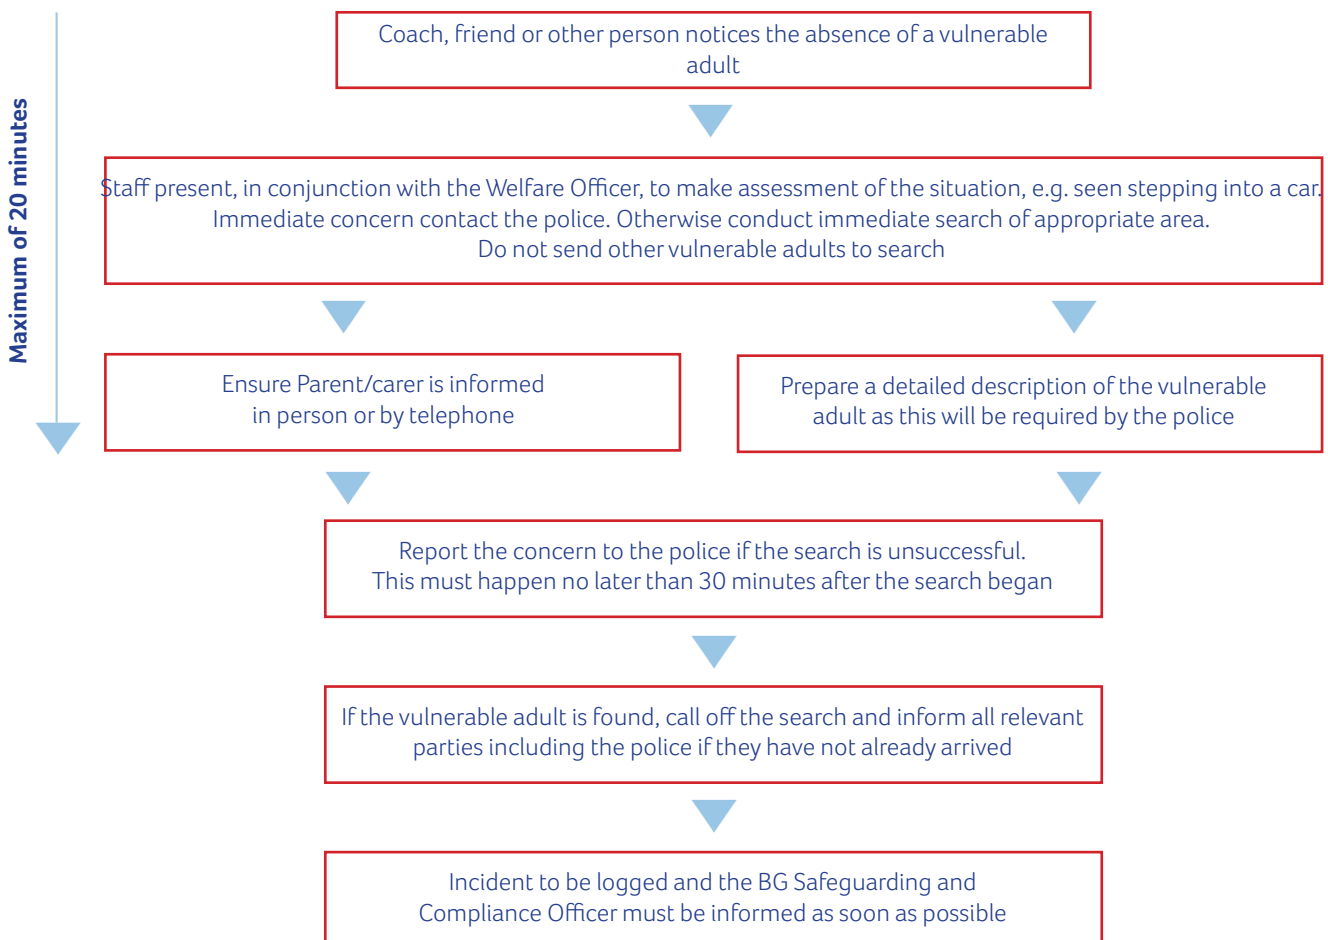 Maximum of 20 minutes
Coach, friend or other person notices the absence of a vulnerable
adult
Staff present, in conjunction with the Welfare Officer, to make assessment of the situation, e.g. seen stepping into a car.
Immediate concern contact the police. Otherwise conduct immediate search of appropriate area.
Do not send other vulnerable adults to search
Ensure Parent/carer is informed
in person or by telephone
Prepare a detailed description of the vulnerable
adult as this will be required by the police
Report the concern to the police if the search is unsuccessful.
This must happen no later than 30 minutes after the search began
If the vulnerable adult is found, call off the search and inform all relevant
parties including the police if they have not already arrived
Incident to be logged and the BG Safeguarding and
Compliance Officer must be informed as soon as possible